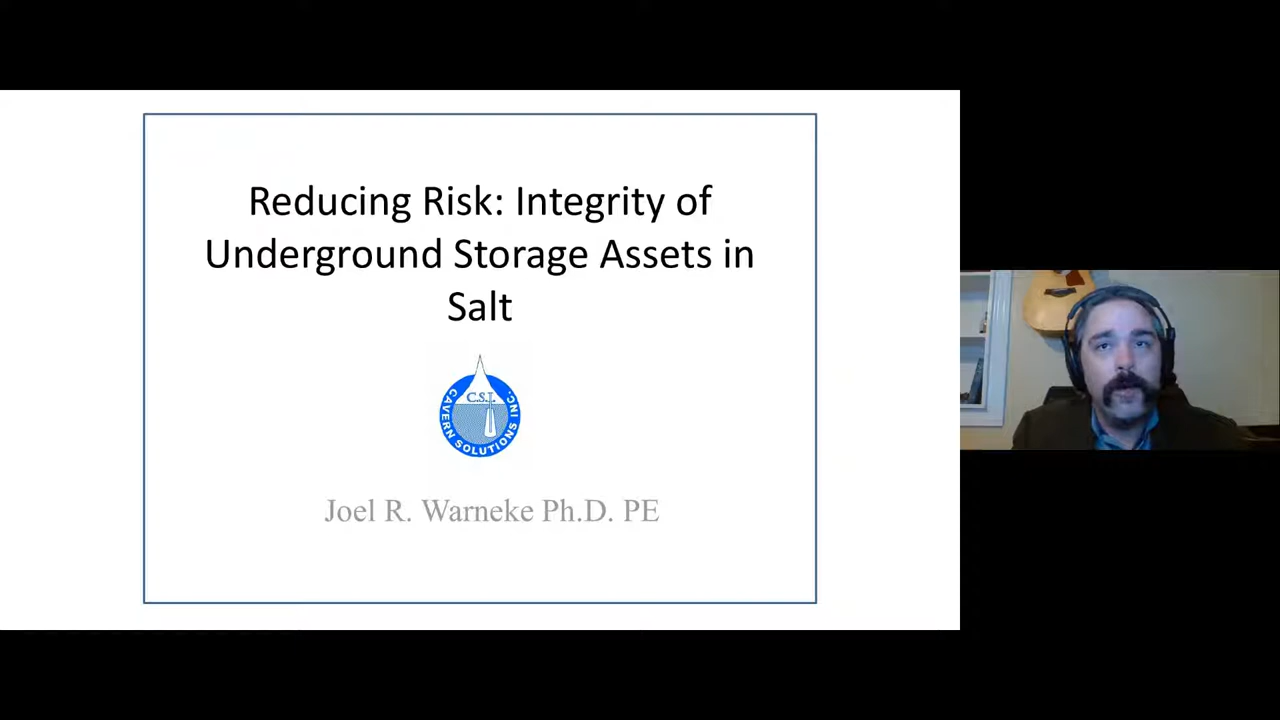 Reducing Risk: Integrity of
Underground Storage Assets in
Salt
C.S.I.
CAVERN SOLUTIONS INC.
Joel R. Warneke Ph.D. PE